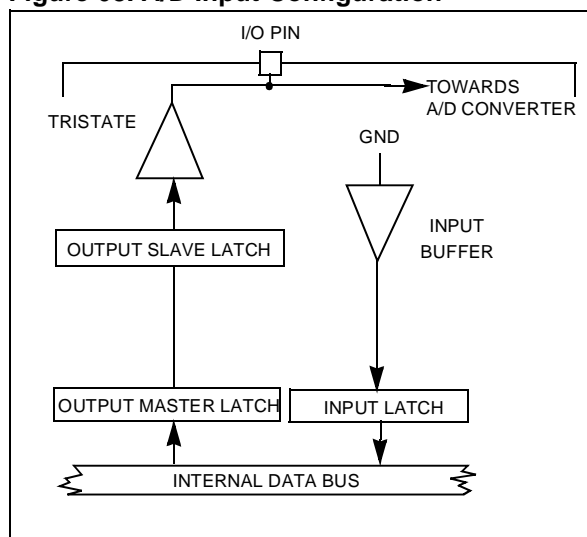 Figure A/D Input Configuration
I/O PIN
TOWARDS
A/D CONVERTER
TRISTATE
GND
INPUT
BUFFER
OUTPUT SLAVE LATCH
OUTPUT MASTER LATCH
INPUT LATCH
INTERNAL DATA BUS